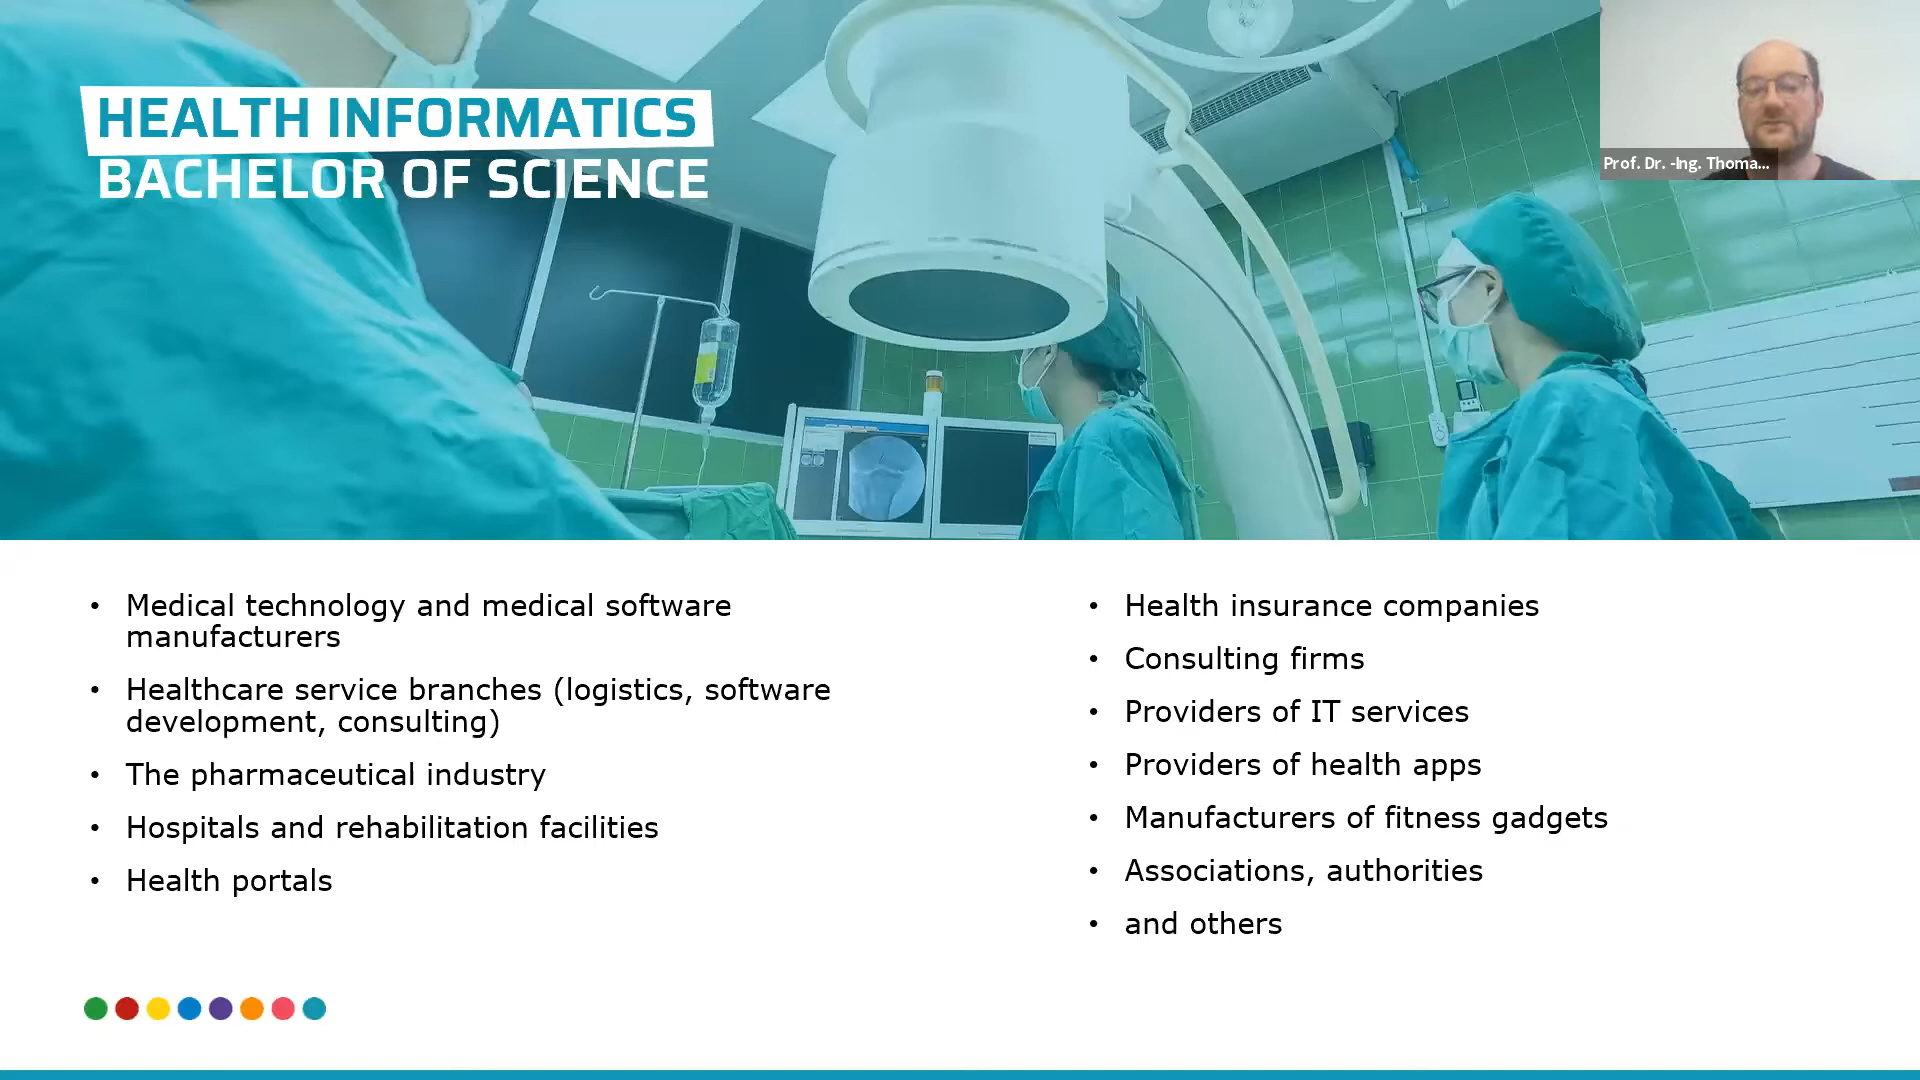 HEALTH INFORMATICS
BACHELOR OF SCIENCE
Prof. Dr. -Ing. Thoma...
• Medical technology and medical software
manufacturers
• Healthcare service branches (logistics, software
development, consulting)
• The pharmaceutical industry
• Hospitals and rehabilitation facilities
• Health portals
• Health insurance companies
• Consulting firms
• Providers of IT services
• Providers of health apps
• Manufacturers of fitness gadgets
• Associations, authorities
• and others